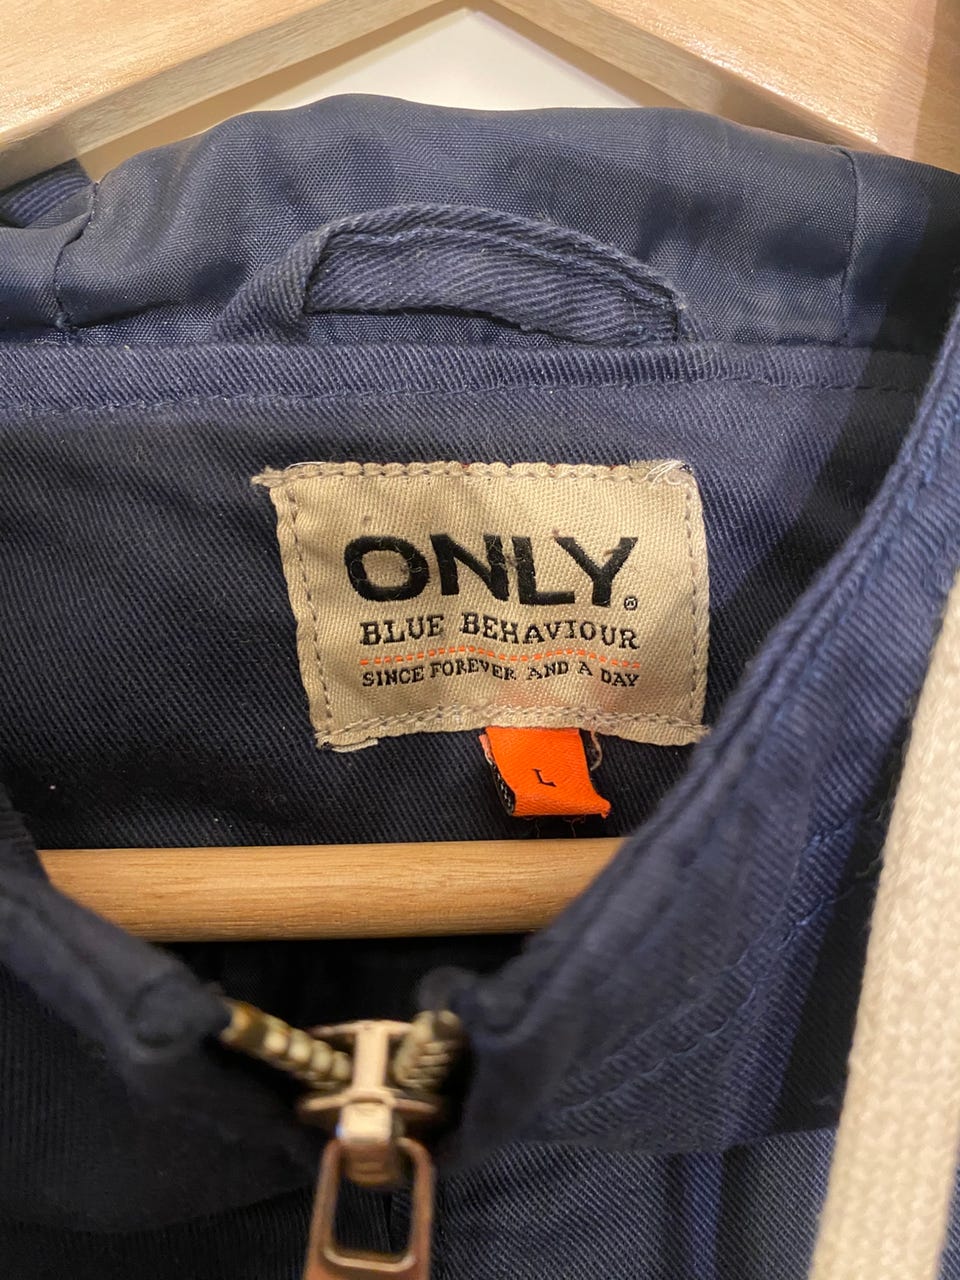 ONLY®
BLUE BEHAVIOUR
SINCE FOREVER AND A DAY
L